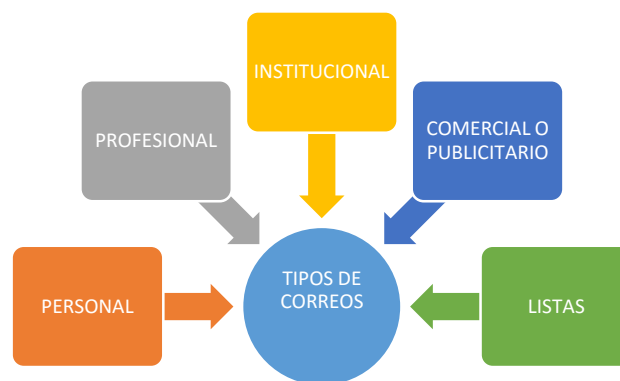 INSTITUCIONAL
PROFESIONAL
COMERCIAL O
PUBLICITARIO
PERSONAL
TIPOS DE
CORREOS
LISTAS